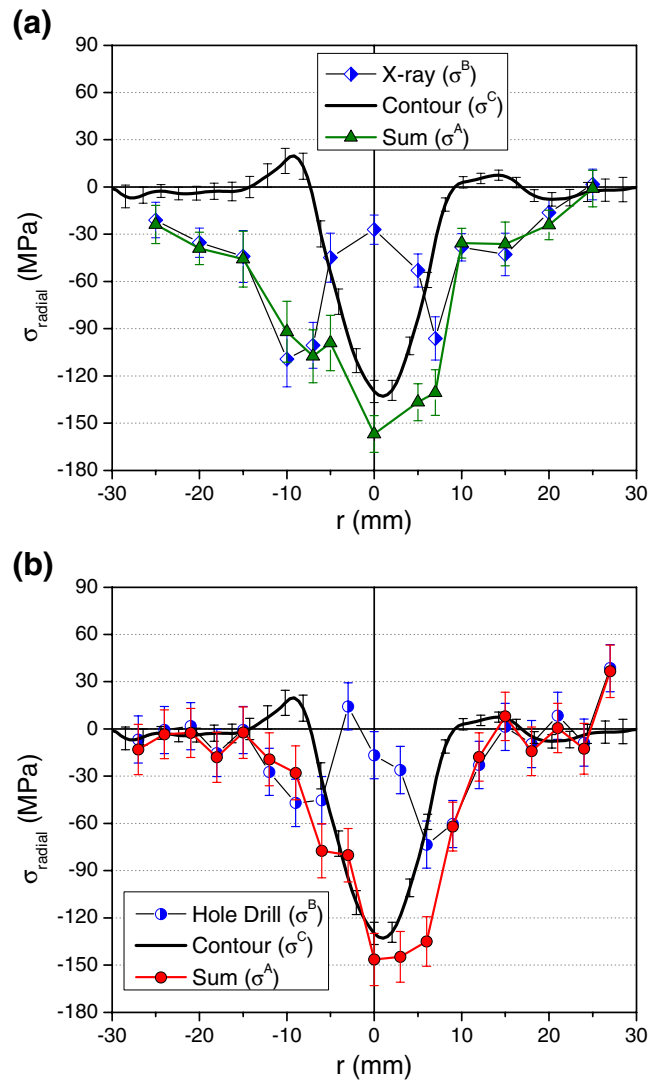 (a)
90
60
30
0
-30
-60
-90
-120
-150
-180
σradial (MPa)
X-ray (σB)
Contour (σC)
Sum (σA)
-30 -20 -10 0 10 20 30
r (mm)
(b)
90
60
30
0
-30
-60
-90
-120
-150
-180
σradial (MPa)
Hole Drill (σB)
Contour (σC)
Sum (σA)
-30 -20 -10 0 10 20 30
r (mm)